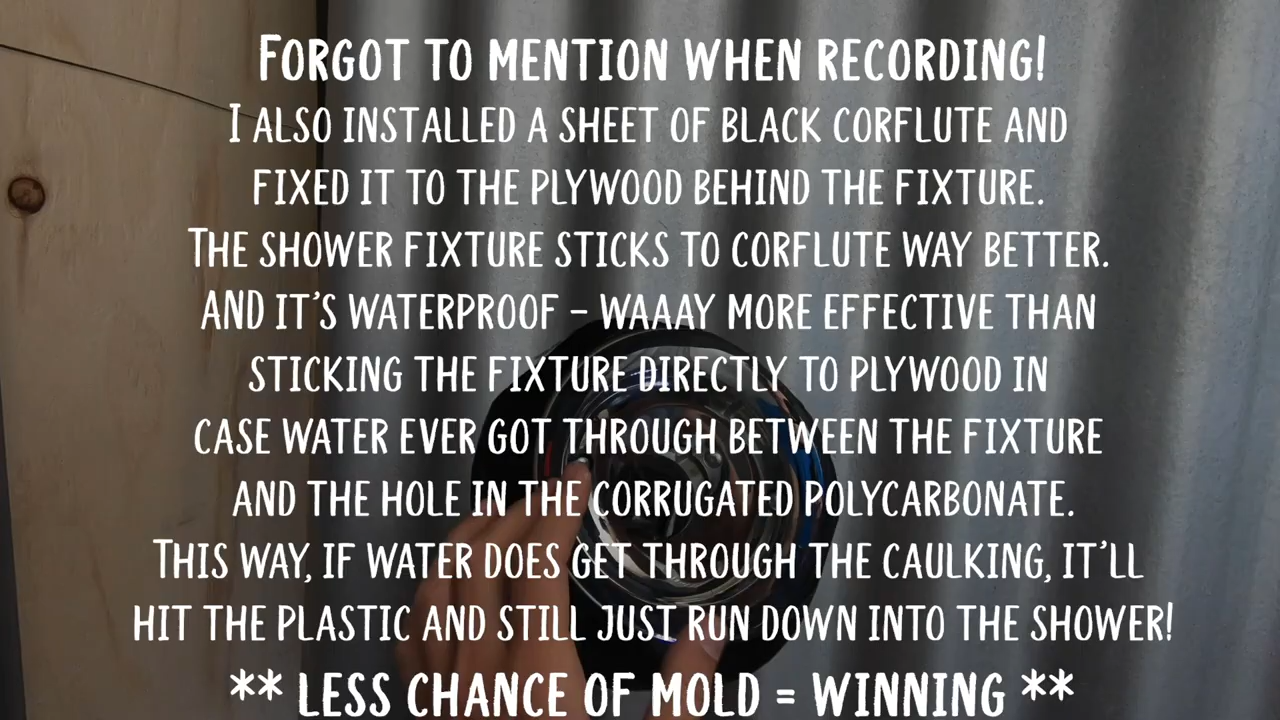 FORGOT TO MENTION WHEN RECORDING!
I ALSO INSTALLED A SHEET OF BLACK CORFLUTE AND
FIXED IT TO THE PLYWOOD BEHIND THE FIXTURE.
THE SHOWER FIXTURE STICKS TO CORFLUTE WAY BETTER.
AND IT'S WATERPROOF – WAAAY MORE EFFECTIVE THAN
STICKING THE FIXTURE DIRECTLY TO PLYWOOD IN
CASE WATER EVER GOT THROUGH BETWEEN THE FIXTURE
AND THE HOLE IN THE CORRUGATED POLYCARBONATE.
THIS WAY, IF WATER DOES GET THROUGH THE CAULKING, IT'LL
HIT THE PLASTIC AND STILL JUST RUN DOWN INTO THE SHOWER!
** LESS CHANCE OF MOLD = WINNING **